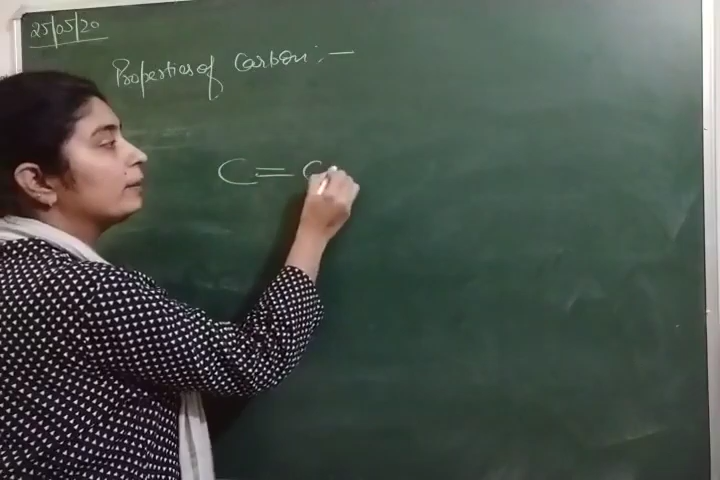 25/05/20
Properties of Carbon :-
C = C